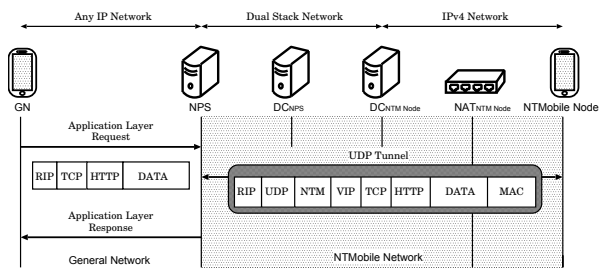 Any IP Network
Dual Stack Network
IPv4 Network
GN
NPS
DCNPS
DCNTM Node
NATNTM Node
NTMobile Node
Application Layer
Request
UDP Tunnel
RIP TCP HTTP DATA
RIP UDP NTM VIP TCP HTTP DATA MAC
Application Layer
Response
General Network
NTMobile Network